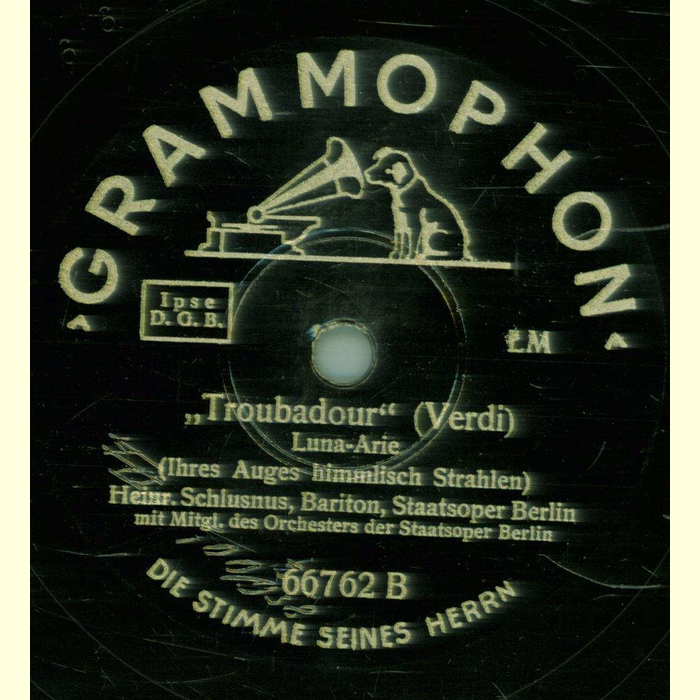 GRAMMOPHON
Ipse
D. G. B.
ŁM
„Troubadour“ (Verdi)
Luna-Arie
(Ihres Auges himmlisch Strahlen)
Heinr. Schlusnus, Bariton, Staatsoper Berlin
mit Mitgl. des Orchesters der Staatsoper Berlin
66762 B
DIE STIMME SEINES HERRN